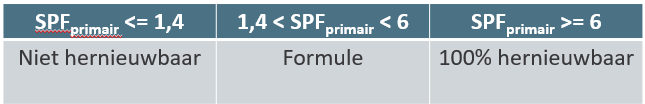 SPFprimair <= 1,4 1,4 < SPFprimair < 6 SPFprimair >= 6
Niet hernieuwbaar Formule 100% hernieuwbaar